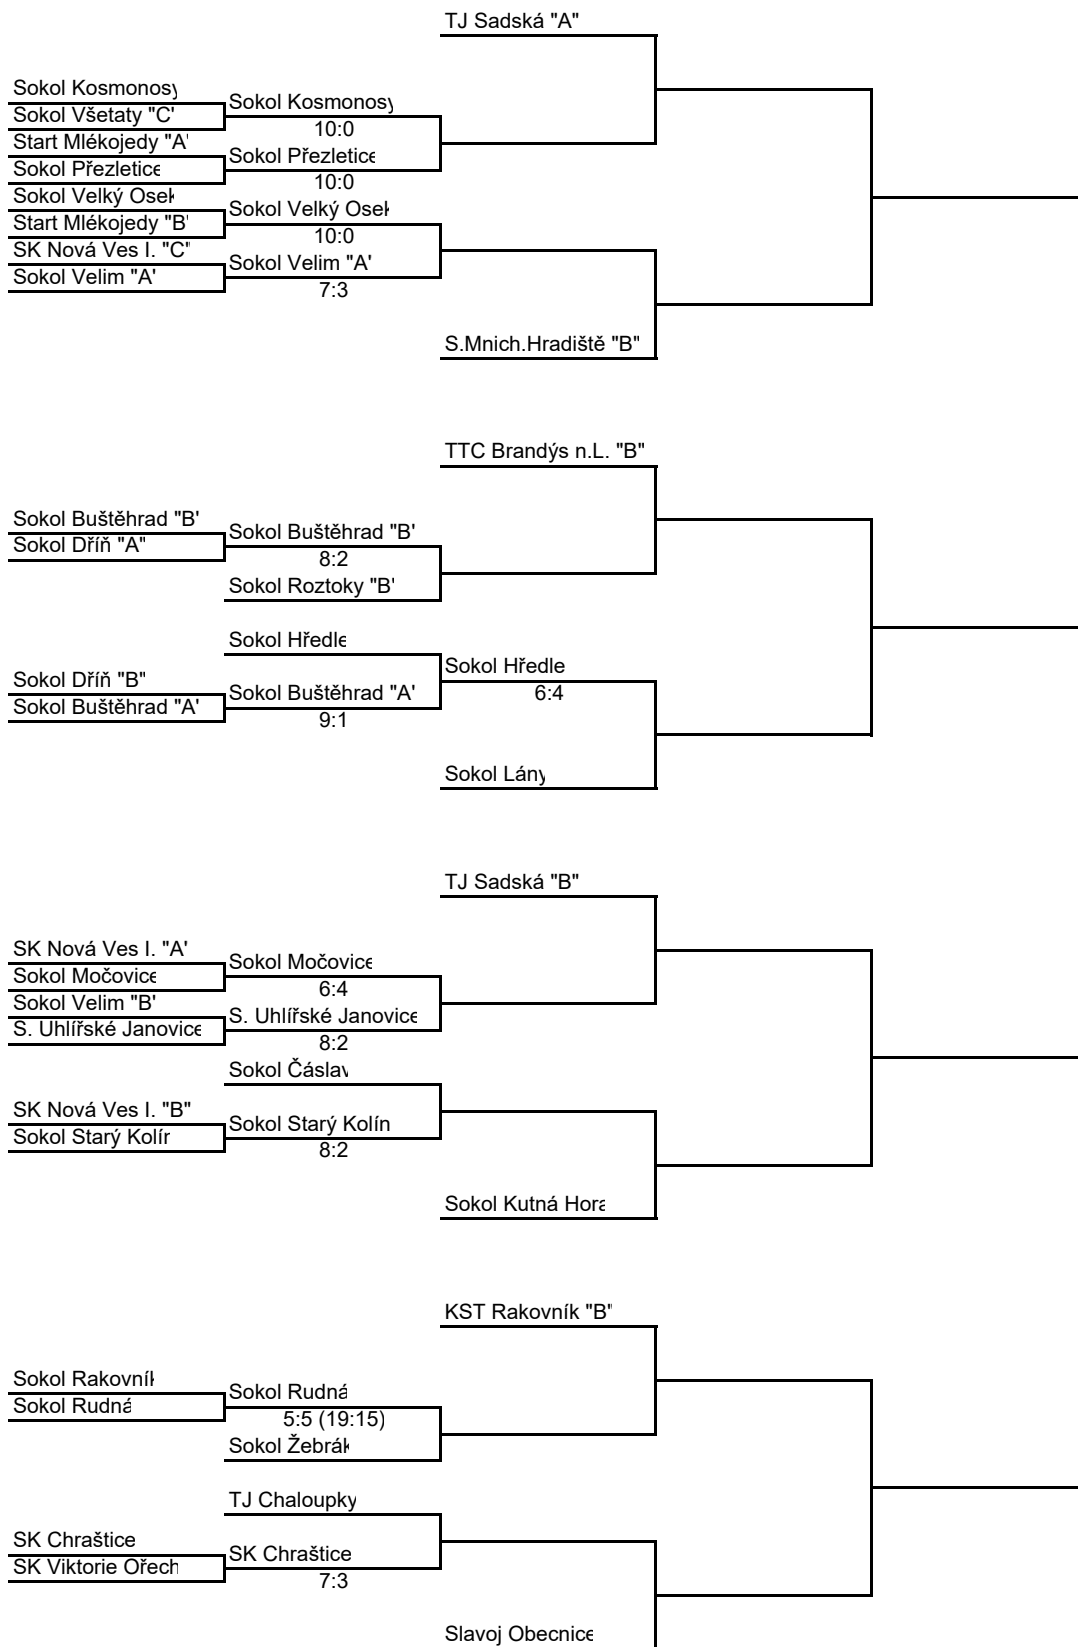 TJ Sadská "A"
Sokol Kosmonosy
Sokol Kosmonosy
Sokol Všetaty "C"
10:0
Start Mlékojedy "A"
Sokol Přezletice
Sokol Přezletice
10:0
Sokol Velký Osek
Sokol Velký Osek
Start Mlékojedy "B"
10:0
SK Nová Ves I. "C"
Sokol Velim "A"
Sokol Velim "A"
7:3
S.Mnich.Hradiště "B"
TTC Brandýs n.L. "B"
Sokol Buštěhrad "B"
Sokol Buštěhrad "B"
Sokol Dříň "A"
8:2
Sokol Roztoky "B"
Sokol Hředle
Sokol Hředle
Sokol Dříň "B"
6:4
Sokol Buštěhrad "A"
Sokol Buštěhrad "A"
9:1
Sokol Lány
TJ Sadská "B"
SK Nová Ves I. "A"
Sokol Močovice
Sokol Močovice
6:4
Sokol Velim "B"
S. Uhlířské Janovice
S. Uhlířské Janovice
8:2
Sokol Čáslav
SK Nová Ves I. "B"
Sokol Starý Kolín
Sokol Starý Kolín
8:2
Sokol Kutná Hora
KST Rakovník "B"
Sokol Rakovník
Sokol Rudná
Sokol Rudná
5:5 (19:15)
Sokol Žebrák
TJ Chaloupky
SK Chraštice
SK Chraštice
SK Viktorie Ořech
7:3
Slavoj Obecnice